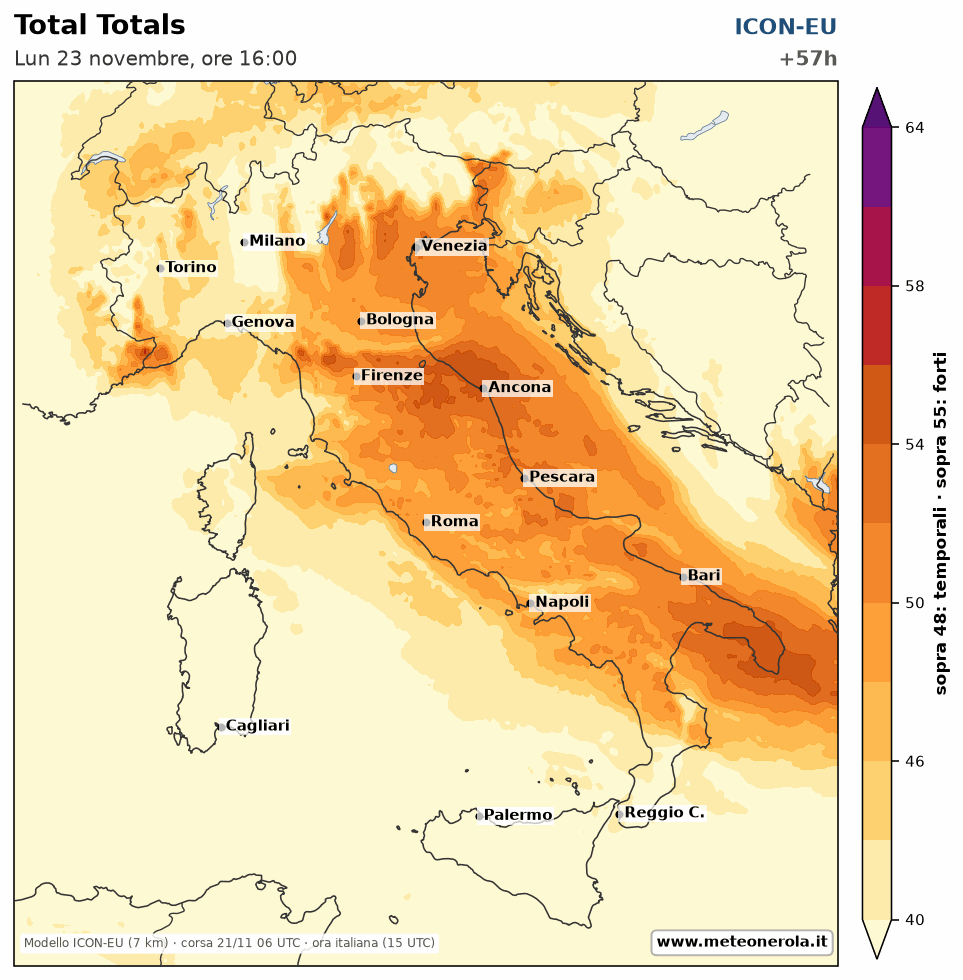 Total Totals
ICON-EU
Lun 23 novembre, ore 16:00
+57h
64
58
54
50
46
40
sopra 48: temporali · sopra 55: forti
Milano
Venezia
Torino
Genova
Bologna
Firenze
Ancona
Pescara
Roma
Bari
Napoli
Cagliari
Palermo
Reggio C.
Modello ICON-EU (7 km) · corsa 21/11 06 UTC · ora italiana (15 UTC)
www.meteonerola.it